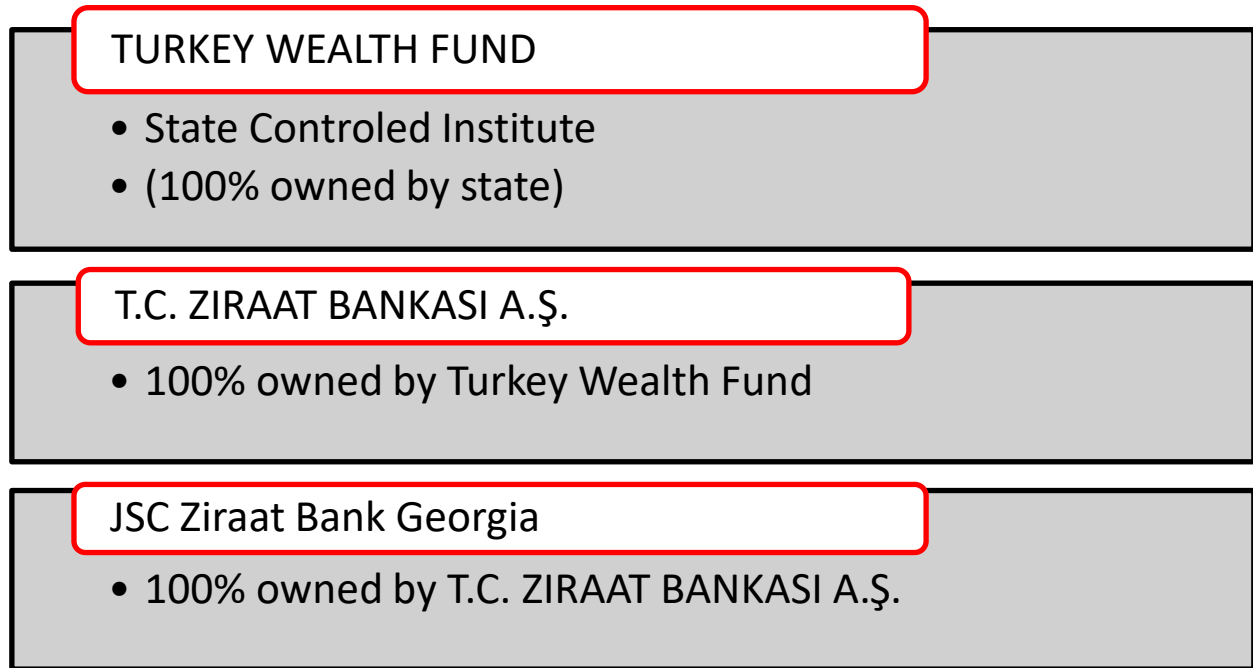 TURKEY WEALTH FUND
• State Controled Institute
• (100% owned by state)
T.C. ZIRAAT BANKASI A.Ş.
• 100% owned by Turkey Wealth Fund
JSC Ziraat Bank Georgia
• 100% owned by T.C. ZIRAAT BANKASI A.Ş.